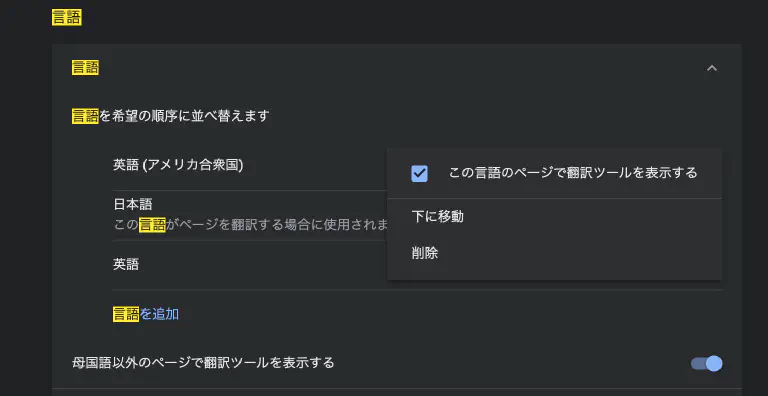 言語
言語
言語を希望の順序に並べ替えます
英語 (アメリカ合衆国)
この言語のページで翻訳ツールを表示する
日本語
この言語がページを翻訳する場合に使用されま
下に移動
削除
英語
言語を追加
母国語以外のページで翻訳ツールを表示する